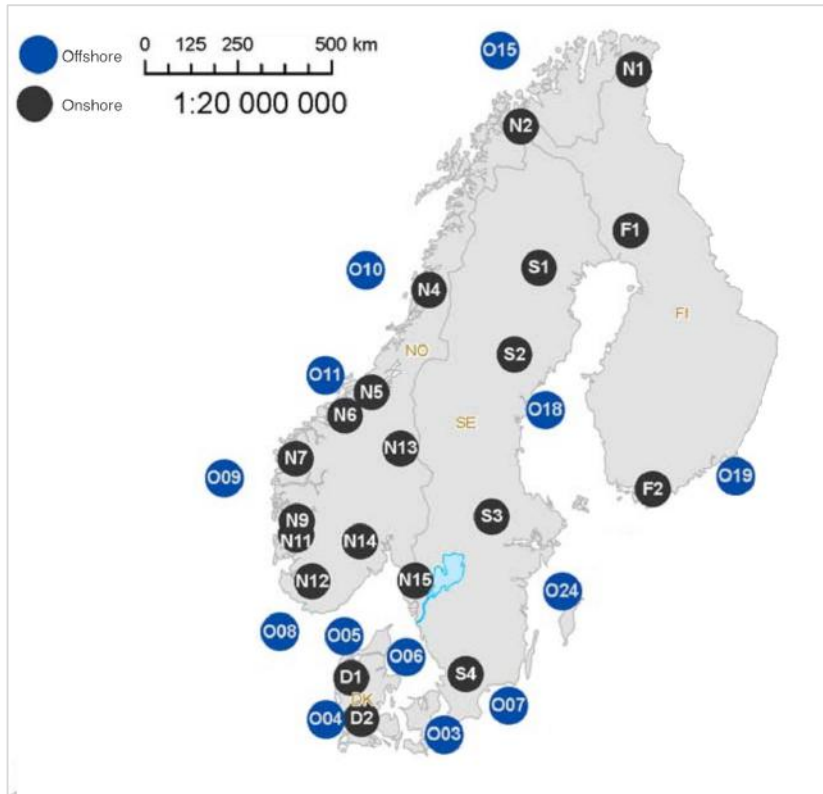 0 125 250 500 km
Offshore
Onshore
1:20 000 000
O15
N1
N2
F1
S1
O10
N4
FI
NO
S2
O11
N5
O18
N6
SE
N13
N7
O09
O19
F2
N9
S3
N11
N14
N12
N15
O24
O08
O05
O06
D1
S4
DK
O07
O04
D2
O03